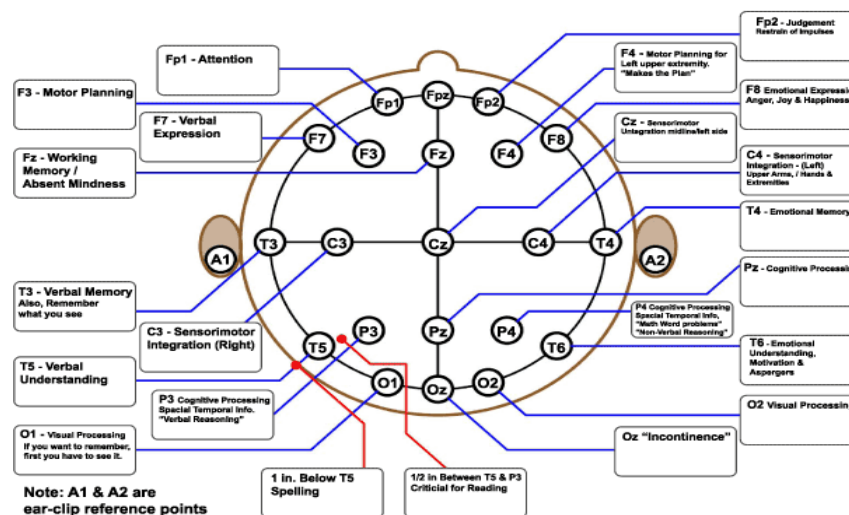 Fp1 - Attention
F3 - Motor Planning
F7 - Verbal
Expression
Fz - Working
Memory /
Absent Mindness
T3 - Verbal Memory
Also, Remember
what you see
C3 - Sensorimotor
Integration (Right)
T5 - Verbal
Understanding
P3 Cognitive Processing
Spacial Temporal Info.
"Verbal Reasoning"
O1 - Visual Processing
If you want to remember,
first you have to see it.
Note: A1 & A2 are
ear-clip reference points
1 in. Below T5
Spelling
1/2 in Between T5 & P3
Criticial for Reading
Fp1
Fpz
Fp2
F7
F3
Fz
F4
F8
A1
T3
C3
Cz
C4
T4
A2
T5
P3
Pz
P4
T6
O1
Oz
O2
Fp2 - Judgement
Restrain of Impulses
F4 - Motor Planning for
Left upper extremity.
"Makes the Plan"
F8 Emotional Expression
Anger, Joy & Happiness
Cz - Sensorimotor
Untegration midline/left side
C4 - Sensorimotor
Integration - (Left)
Upper Arms, / Hands &
Extremities
T4 - Emotional Memory
Pz - Cognitive Processing
P4 Cognitive Processing
Special Temporal Info,
"Math Word problems"
"Non-Verbal Reasoning"
T6 - Emotional
Understanding,
Motivation &
Aspergers
O2 Visual Processing
Oz "Incontinence"